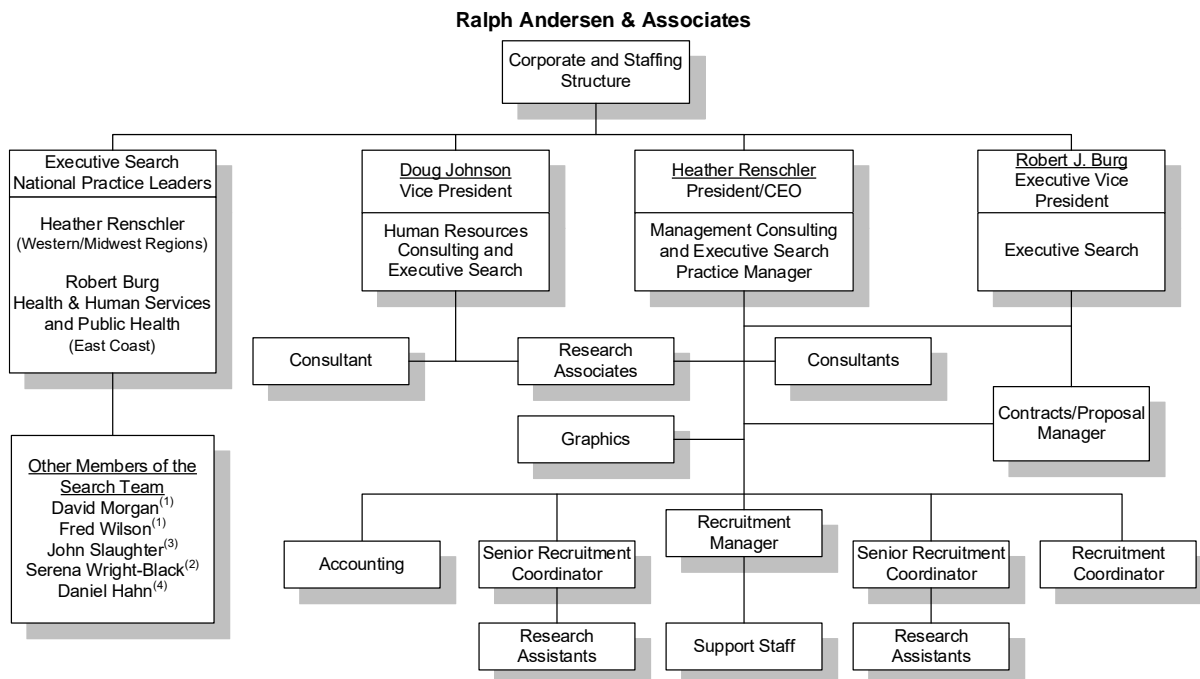 Ralph Andersen & Associates
Corporate and Staffing
Structure
Executive Search
National Practice Leaders
Heather Renschler
(Western/Midwest Regions)
Robert Burg
Health & Human Services
and Public Health
(East Coast)
Doug Johnson
Vice President
Human Resources
Consulting and
Executive Search
Heather Renschler
President/CEO
Management Consulting
and Executive Search
Practice Manager
Robert J. Burg
Executive Vice
President
Executive Search
Consultant
Research
Associates
Consultants
Graphics
Contracts/Proposal
Manager
Other Members of the
Search Team
David Morgan(1)
Fred Wilson(1)
John Slaughter(3)
Serena Wright-Black(2)
Daniel Hahn(4)
Accounting
Senior Recruitment
Coordinator
Recruitment
Manager
Senior Recruitment
Coordinator
Recruitment
Coordinator
Research
Assistants
Support Staff
Research
Assistants